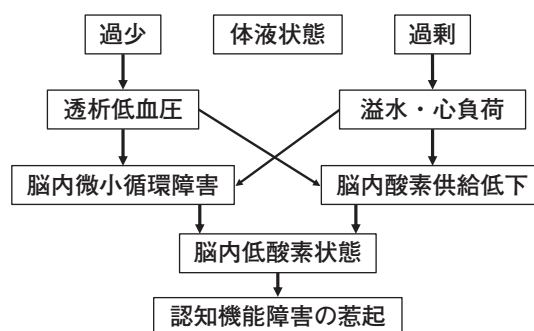 過少
体液状態
過剰
透析低血圧
溢水・心負荷
脳内微小循環障害
脳内酸素供給低下
脳内低酸素状態
認知機能障害の惹起